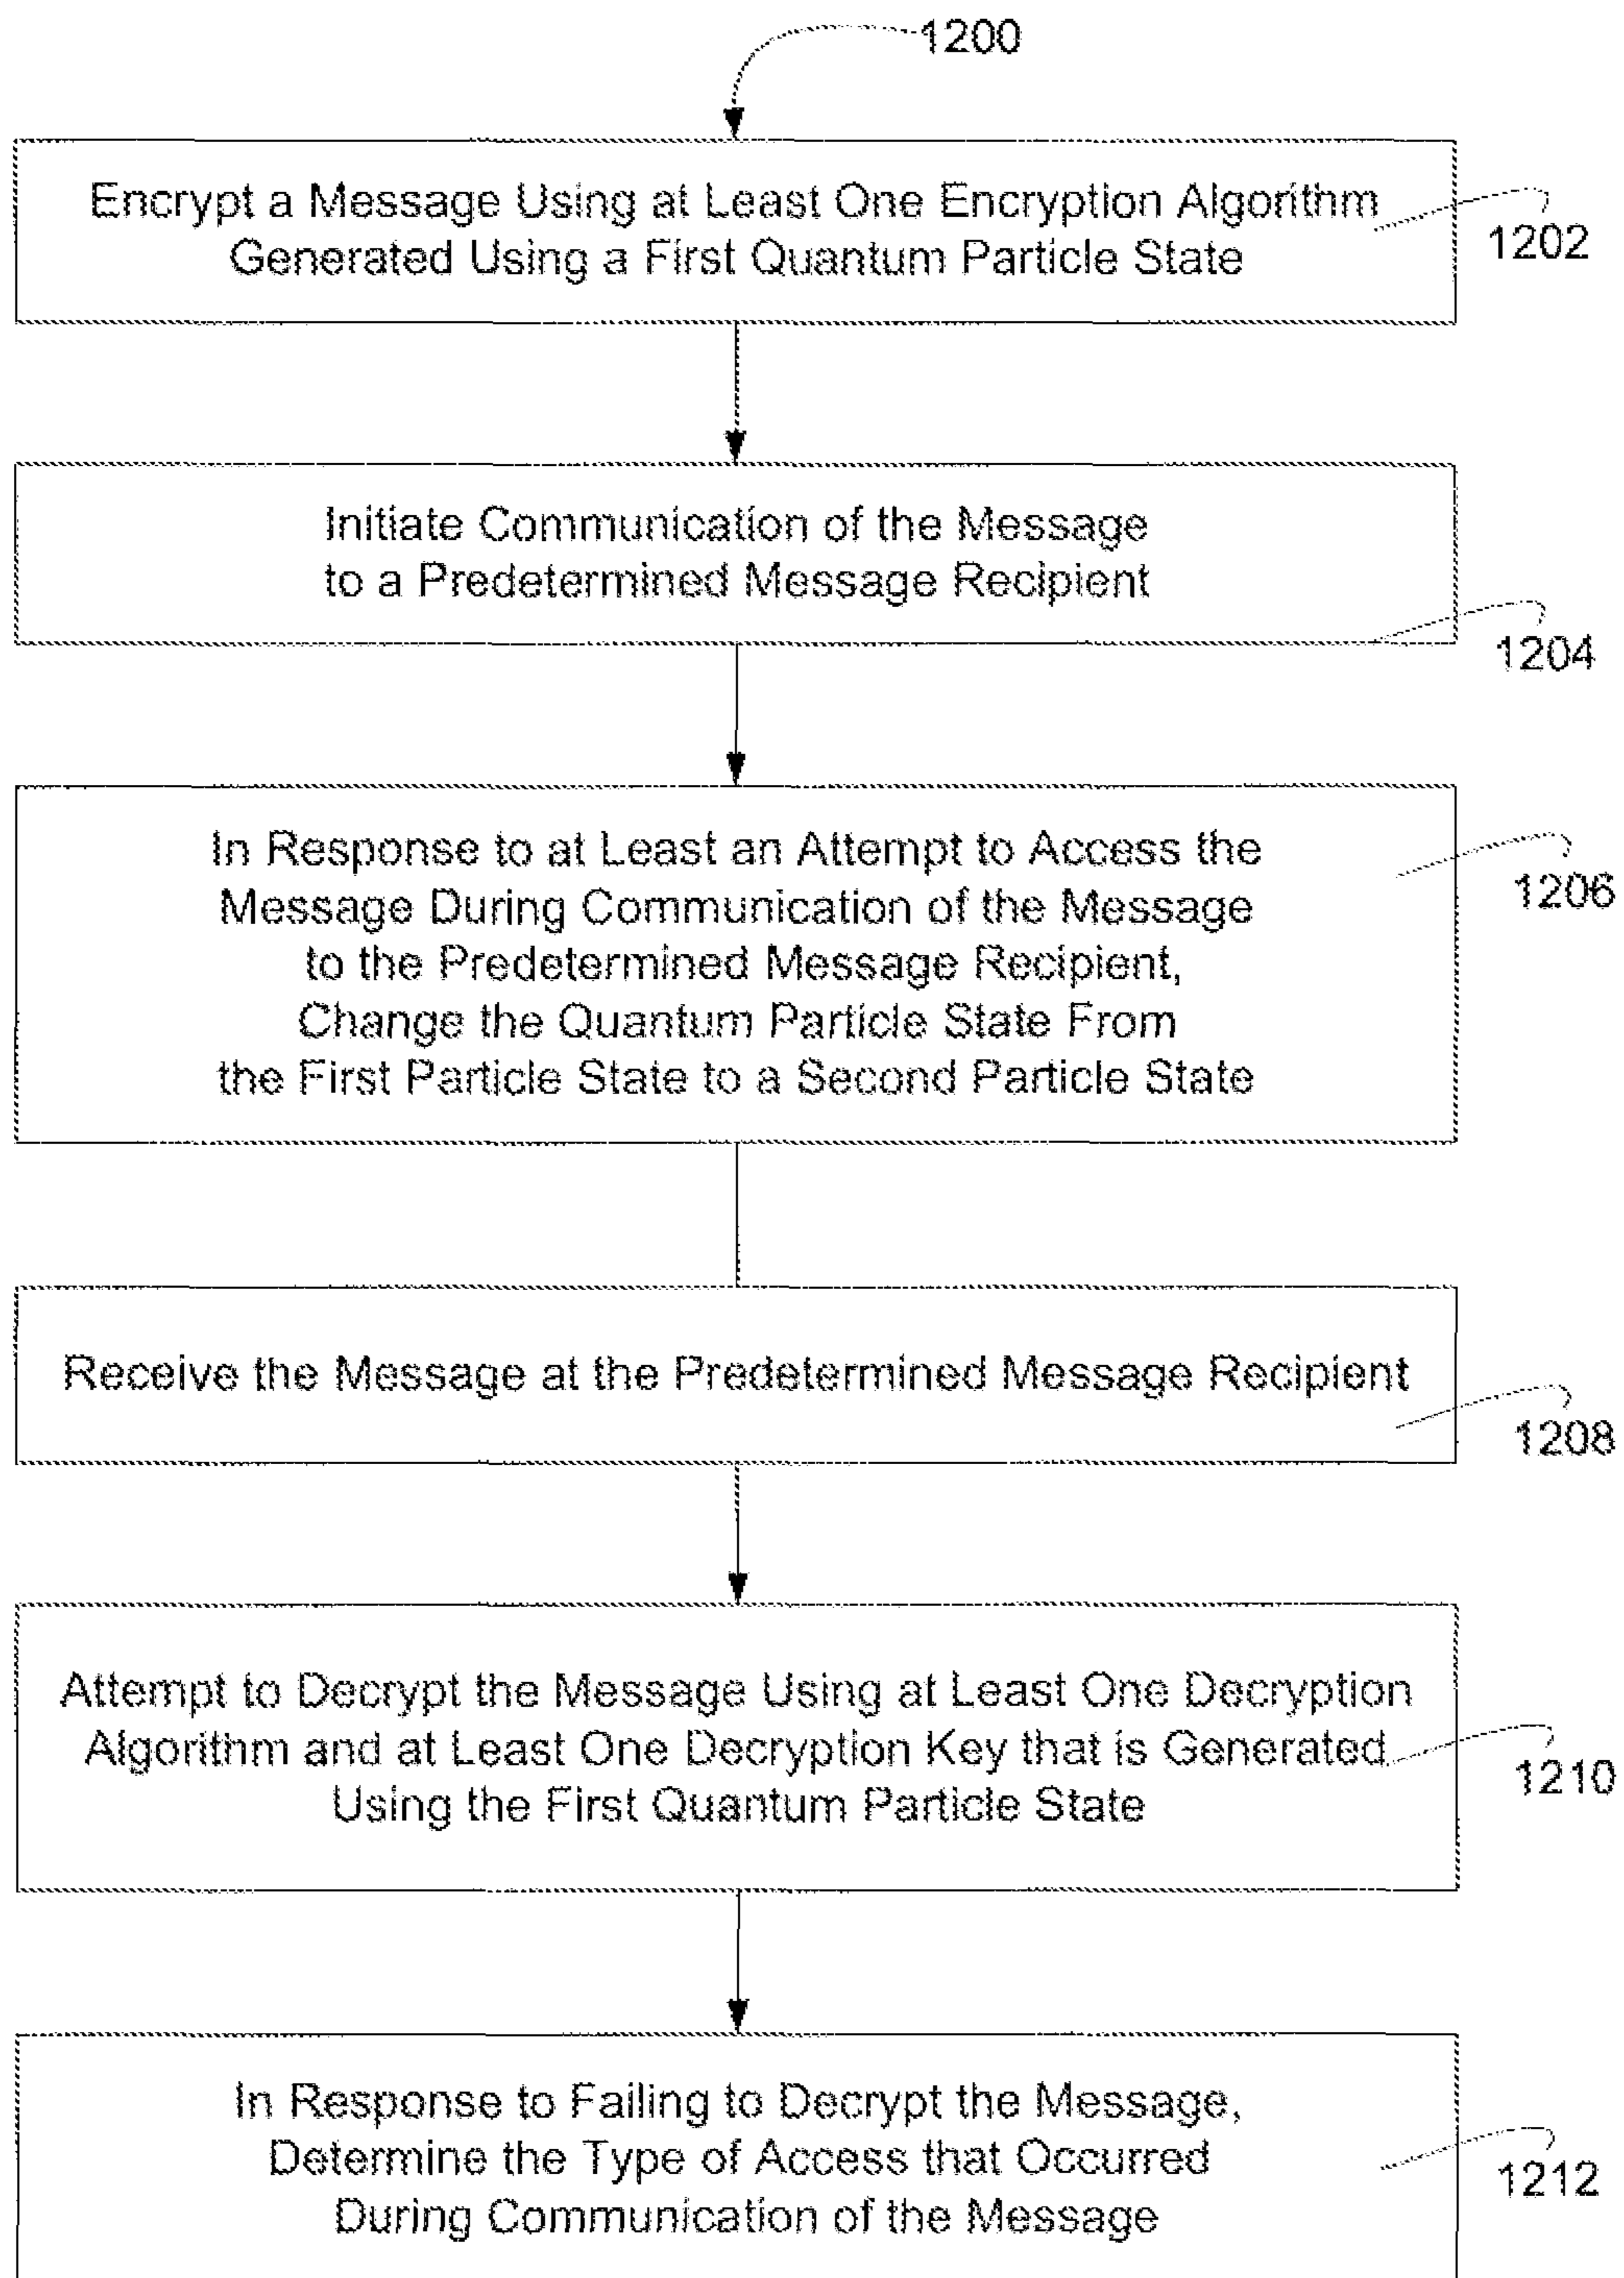 1200
Encrypt a Message Using at Least One Encryption Algorithm
Generated Using a First Quantum Particle State
1202
Initiate Communication of the Message
to a Predetermined Message Recipient
1204
In Response to at Least an Attempt to Access the
Message During Communication of the Message
to the Predetermined Message Recipient,
Change the Quantum Particle State From
the First Particle State to a Second Particle State
1206
Receive the Message at the Predetermined Message Recipient
1208
Attempt to Decrypt the Message Using at Least One Decryption
Algorithm and at Least One Decryption Key that is Generated
Using the First Quantum Particle State
1210
In Response to Failing to Decrypt the Message,
Determine the Type of Access that Occurred
During Communication of the Message
1212